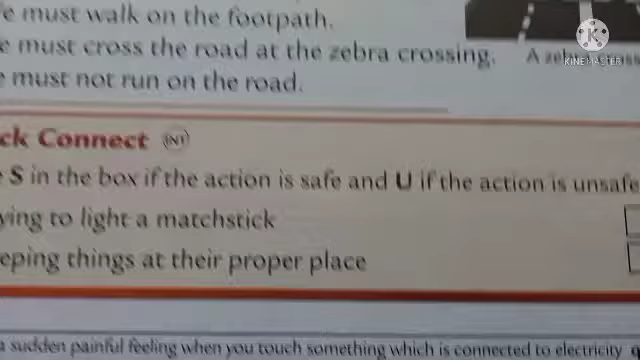 e must walk on the footpath.
e must cross the road at the zebra crossing. A
KINEMASTER
e must not run on the road.
ck Connect INT
e S in the box if the action is safe and U if the action is unsafe
ying to light a matchstick
eping things at their proper place
a sudden painful feeling when you touch something which is connected to electricity